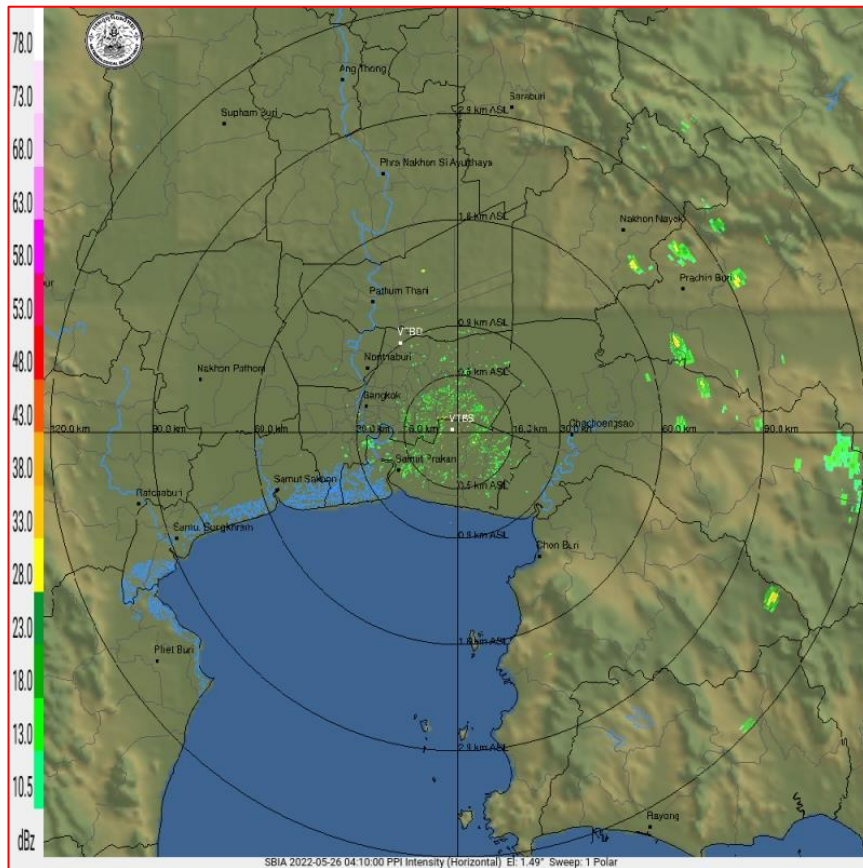 78.0
73.0
68.0
63.0
58.0
53.0
48.0
43.0
38.0
33.0
28.0
23.0
18.0
13.0
10.5
dBz
Ang Thong
Saraburi
Suphan Buri
2.9 km ASL
Phra Nakhon Si Ayutthaya
1.8 km ASL
Nakhon Nayok
Prachin Buri
Pathum Thani
0.9 km ASL
VTBD
Nonthaburi
0.5 km ASL
Nakhon Pathom
Bangkok
VTBS
Chachoengsao
120.0 km
90.0 km
60.0 km
16.2 km
30.0 km
60.0 km
90.0 km
Samut Prakan
0.5 km ASL
Samut Sakhon
Ratchaburi
0.9 km ASL
Samut Songkhram
Chon Buri
1.8 km ASL
Phet Buri
2.9 km ASL
Rayong
SBIA 2022-05-26 04:10:00 PPI Intensity (Horizontal) El: 1.49° Sweep: 1 Polar